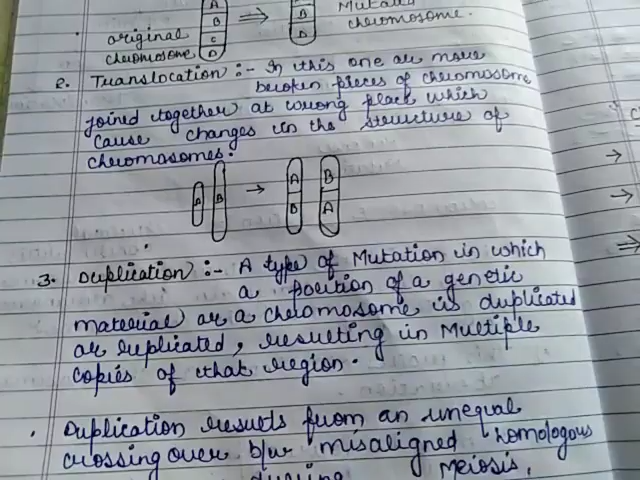 A
B
C
D
original
chromosome
B
D
Mutated
chromosome.
2. Translocation :- In this one or more
broken pieces of chromosome
joined together at wrong place which
cause changes in the structure of
chromosomes.
A B → A B B A
3. Duplication :- A type of Mutation in which
a portion of a genetic
material or a chromosome is duplicated
or replicated, resulting in Multiple
copies of that region.
. Duplication results from an unequal
crossing over b/w misaligned homologous
during Meiosis.